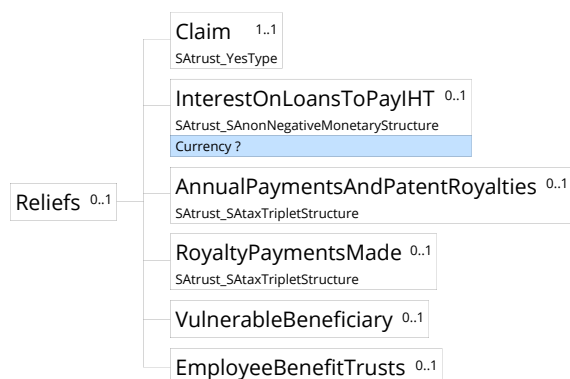 Claim 1..1
SAtrust_YesType
InterestOnLoansToPayIHT 0..1
SAtrust_SAnonNegativeMonetaryStructure
Currency ?
Reliefs 0..1
AnnualPaymentsAndPatentRoyalties 0..1
SAtrust_SAtaxTripletStructure
RoyaltyPaymentsMade 0..1
SAtrust_SAtaxTripletStructure
VulnerableBeneficiary 0..1
EmployeeBenefitTrusts 0..1